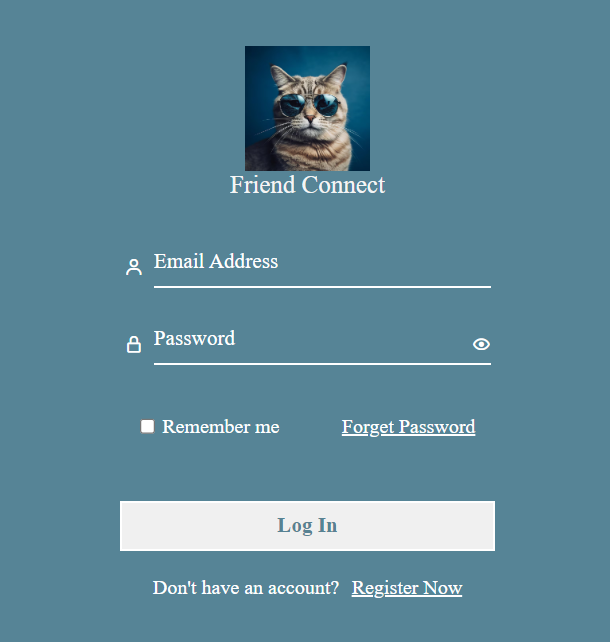 Friend Connect
Email Address
Password
Remember me Forget Password
Log In
Don't have an account? Register Now